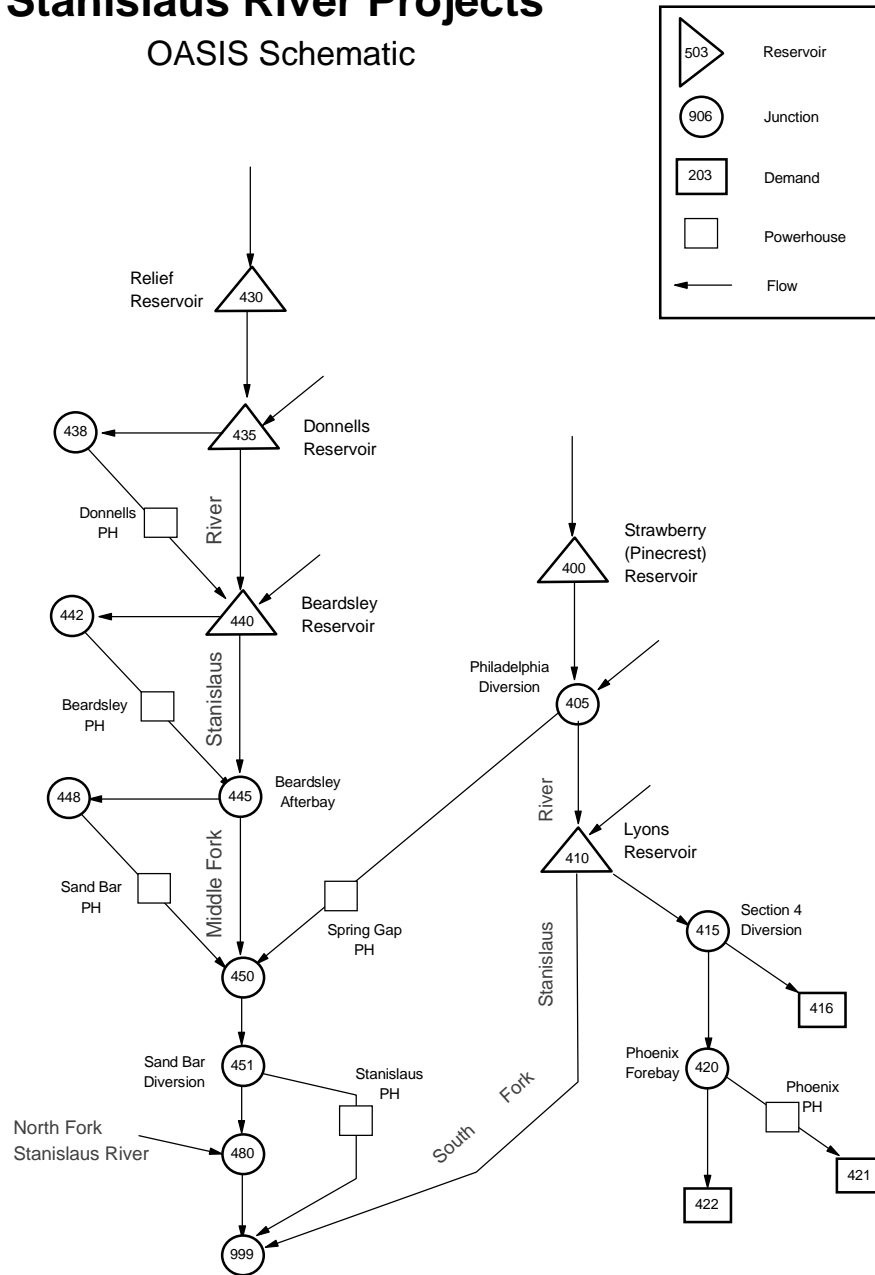 Stanislaus River Projects
OASIS Schematic
503
Reservoir
906
Junction
203
Demand
Powerhouse
Flow
Relief
Reservoir
430
438
435
Donnells
Reservoir
Donnells
PH
River
442
440
Beardsley
Reservoir
Beardsley
PH
Stanislaus
448
445
Beardsley
Afterbay
Sand Bar
PH
Middle Fork
Spring Gap
PH
450
Sand Bar
Diversion
451
Stanislaus
PH
North Fork
Stanislaus River
480
999
Strawberry
(Pinecrest)
Reservoir
400
Philadelphia
Diversion
405
River
Lyons
Reservoir
410
Stanislaus
Fork
South
415
Section 4
Diversion
416
Phoenix
Forebay
420
Phoenix
PH
421
422